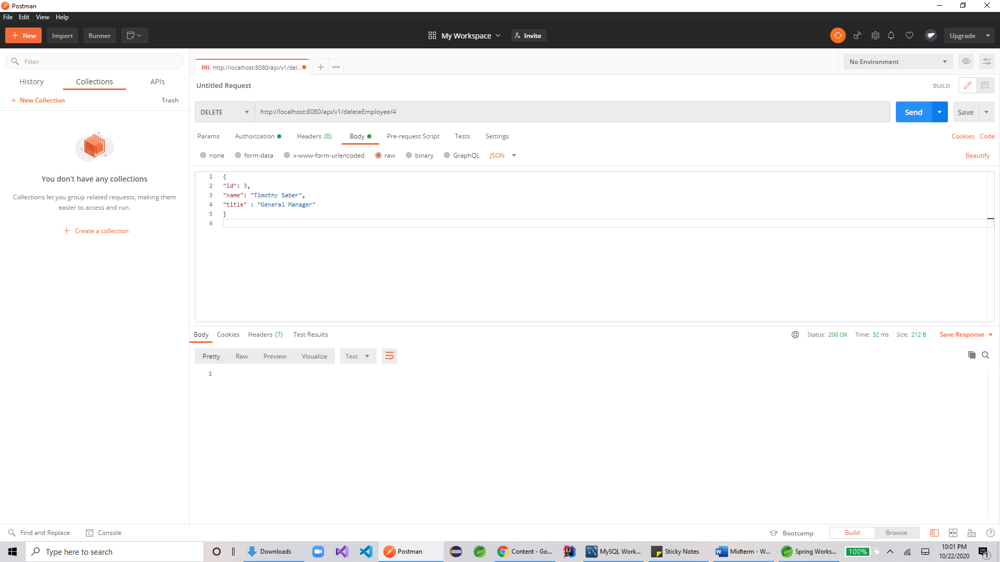 Postman
File Edit View Help
New Import Runner My Workspace Invite Upgrade
Filter
History Collections APIs
New Collection Trash
You don’t have any collections
Collections let you group related requests, making them
easier to access and run.
Create a collection
DEL http://localhost:8080/api/v1/del...
No Environment
Untitled Request BUILD
DELETE http://localhost:8080/api/v1/deleteEmployee/4 Send Save
Params Authorization Headers (8) Body Pre-request Script Tests Settings Cookies Code
none form-data x-www-form-urlencoded raw binary GraphQL JSON Beautify
1 {
2 "id": 3,
3 "name": "Timothy Saber",
4 "title" : "General Manager"
5 }
6
Body Cookies Headers (7) Test Results Status: 200 OK Time: 32 ms Size: 212 B Save Response
Pretty Raw Preview Visualize Text
1
Find and Replace Console Bootcamp Build Browse
Type here to search Downloads Postman Content - Go... MySQL Work... Sticky Notes Midterm - W... Spring Works... 100% 10:01 PM
10/22/2020 1